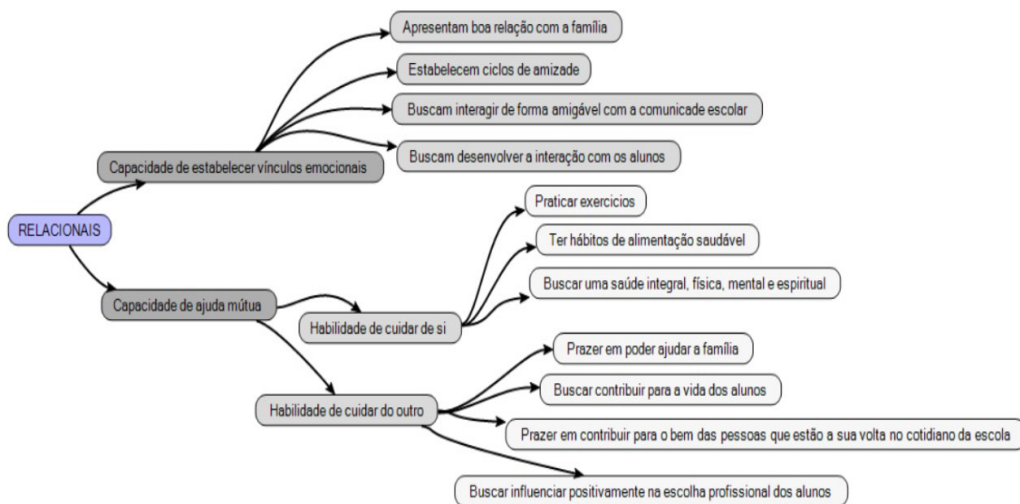 Apresentam boa relação com a família
Estabelecem ciclos de amizade
Buscam interagir de forma amigável com a comunicade escolar
Buscam desenvolver a interação com os alunos
Capacidade de estabelecer vínculos emocionais
RELACIONAIS
Praticar exercicios
Ter hábitos de alimentação saudável
Buscar uma saúde integral, física, mental e espiritual
Capacidade de ajuda mútua
Habilidade de cuidar de si
Prazer em poder ajudar a família
Buscar contribuir para a vida dos alunos
Habilidade de cuidar do outro
Prazer em contribuir para o bem das pessoas que estão a sua volta no cotidiano da escola
Buscar influenciar positivamente na escolha profissional dos alunos